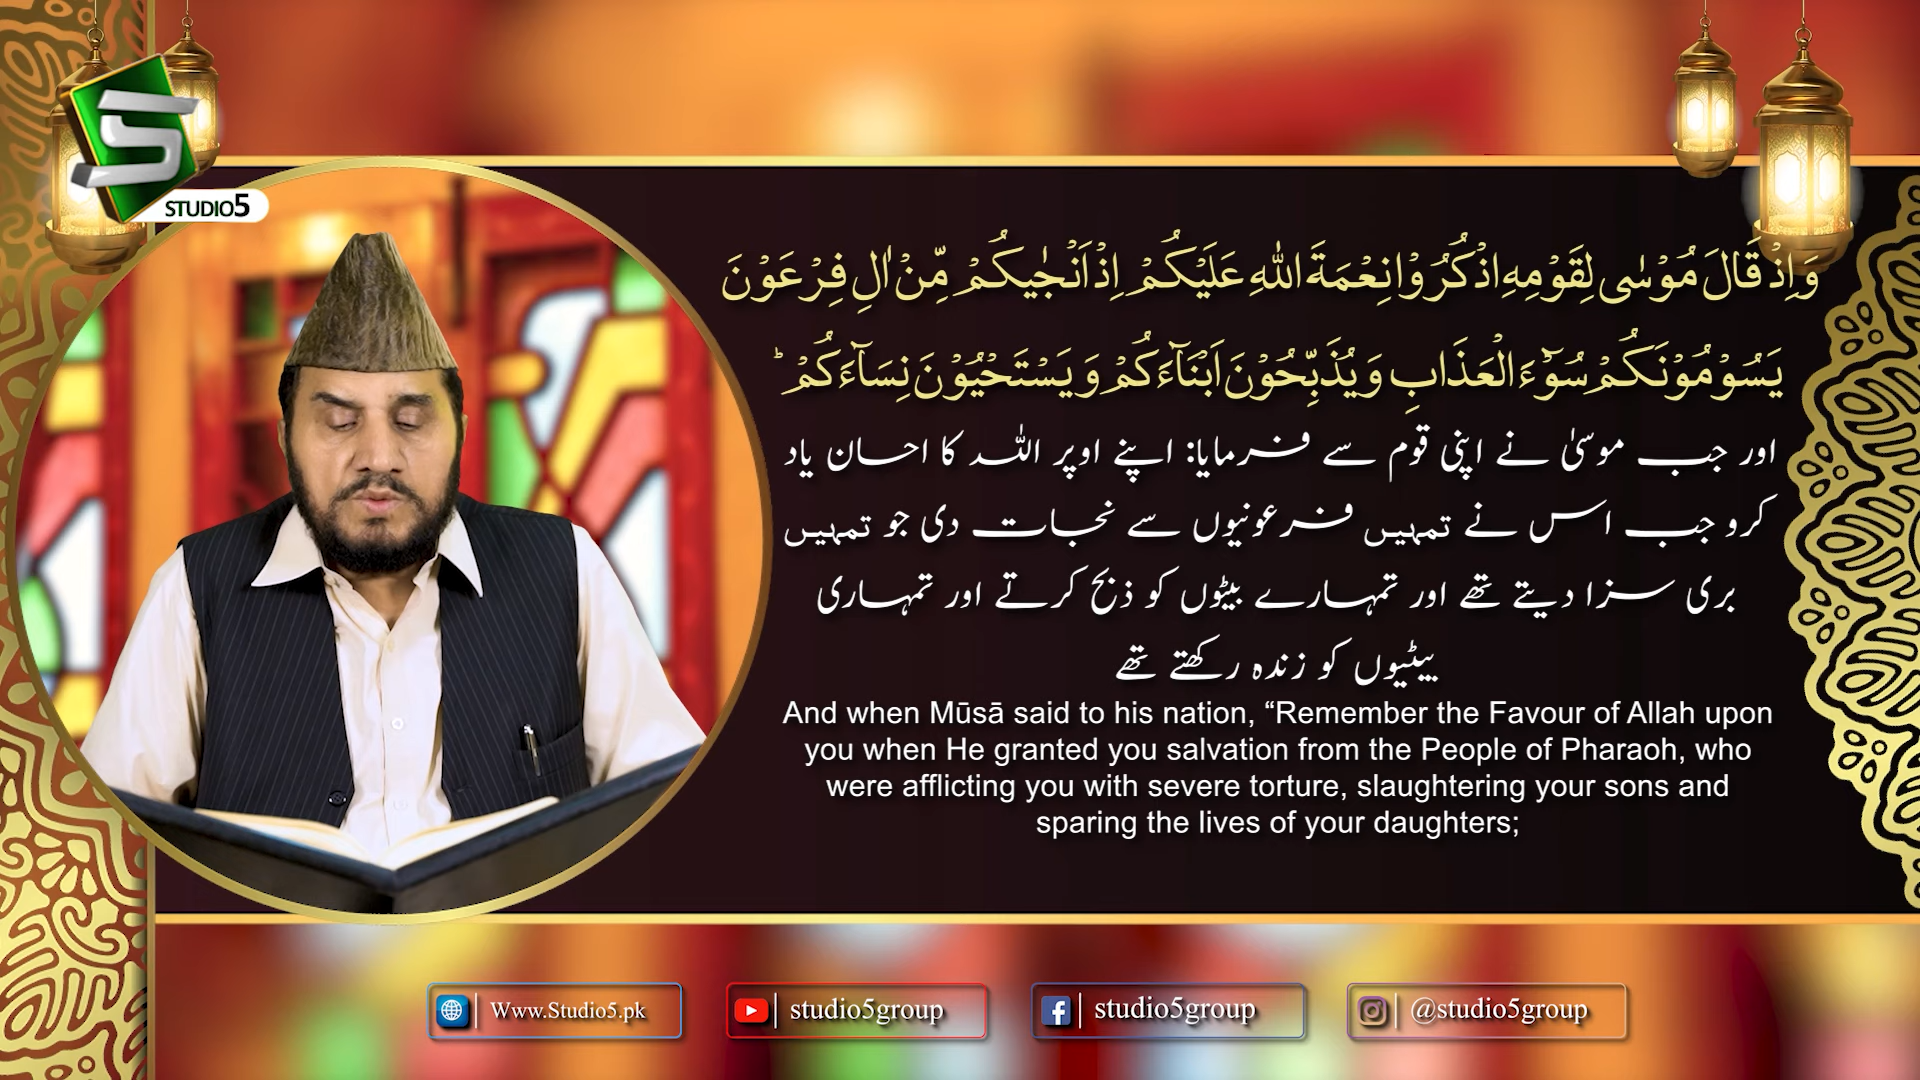 STUDIO5
وَاِذْ قَالَ مُوْسٰى لِقَوْمِهِ اذْكُرُوْا نِعْمَةَ اللّٰهِ عَلَيْكُمْ اِذْ اَنْجٰىكُمْ مِّنْ اٰلِ فِرْعَوْنَ
يَسُوْمُوْنَكُمْ سُوْٓءَ الْعَذَابِ وَيُذَبِّحُوْنَ اَبْنَآءَكُمْ وَيَسْتَحْيُوْنَ نِسَآءَكُمْ ؕ
اور جب موسیٰ نے اپنی قوم سے فرمایا: اپنے اوپر اللہ کا احسان یاد
کرو جب اس نے تمہیں فرعونیوں سے نجات دی جو تمہیں
بری سزا دیتے تھے اور تمہارے بیٹوں کو ذبح کرتے اور تمہاری
بیٹیوں کو زندہ رکھتے تھے
And when Mūsā said to his nation, “Remember the Favour of Allah upon
you when He granted you salvation from the People of Pharaoh, who
were afflicting you with severe torture, slaughtering your sons and
sparing the lives of your daughters;
Www.Studio5.pk
studio5group
studio5group
@studio5group